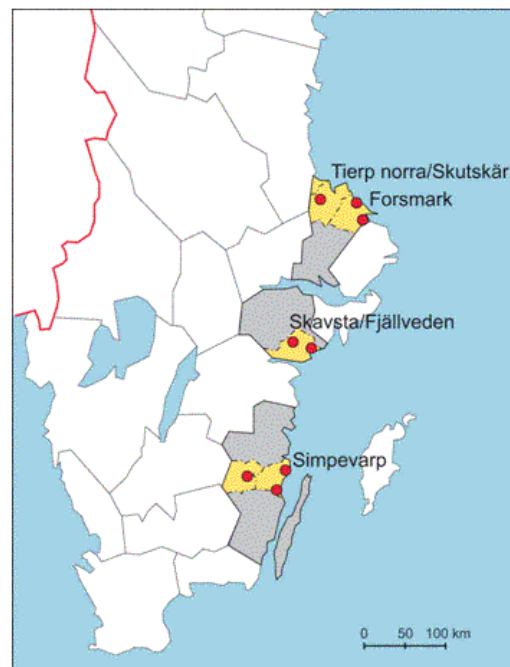 Tierp norra/Skutskär
Forsmark
Skavsta/Fjällveden
Simpevarp
0 50 100 km